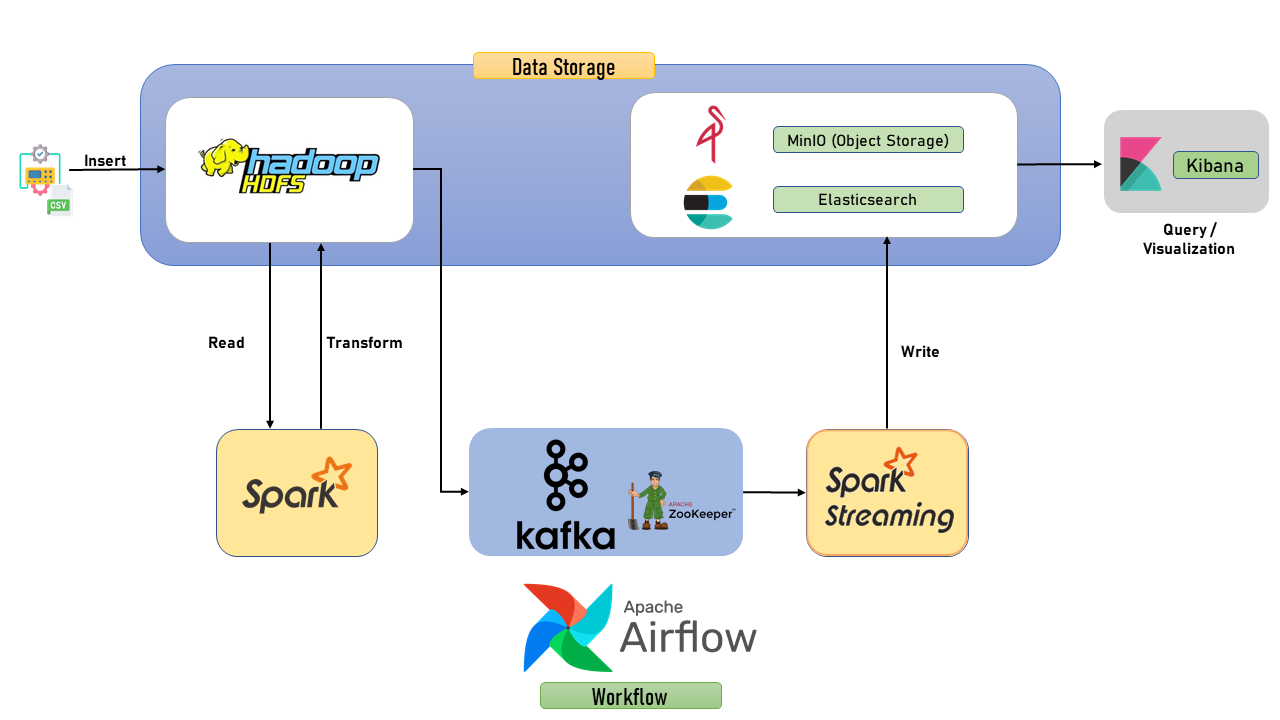 Data Storage
Insert
CSV
hadoop
HDFS
MinIO (Object Storage)
Elasticsearch
Kibana
Query /
Visualization
Read
Transform
Write
Spark
kafka
APACHE
ZooKeeper™
Spark
Streaming
Apache
Airflow
Workflow